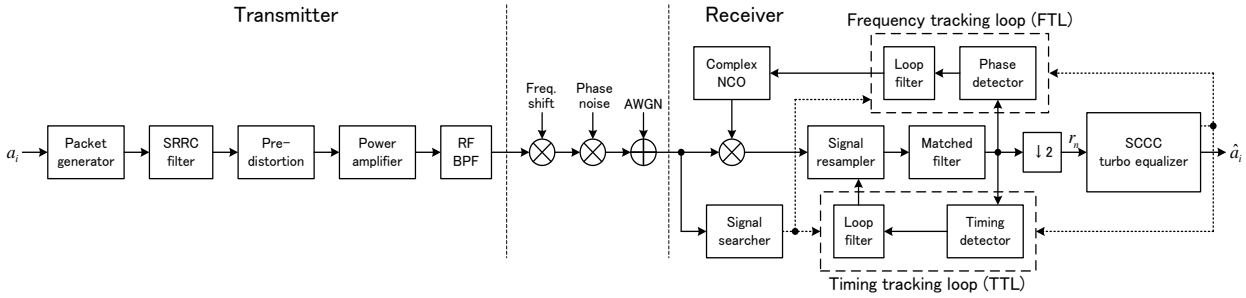 Transmitter
Receiver
Frequency tracking loop (FTL)
Complex
NCO
Loop
filter
Phase
detector
Freq.
shift
Phase
noise
AWGN
a_i
Packet
generator
SRRC
filter
Pre-
distortion
Power
amplifier
RF
BPF
Signal
resampler
Matched
filter
↓2
r_n
SCCC
turbo equalizer
â_i
Signal
searcher
Loop
filter
Timing
detector
Timing tracking loop (TTL)